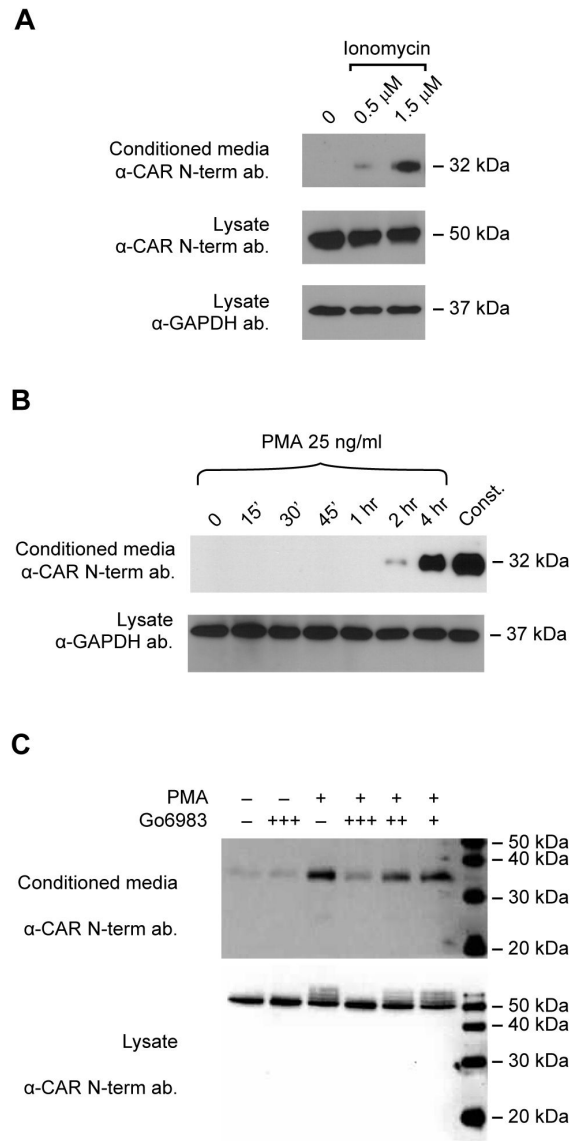 A
Ionomycin
0 0.5 μM 1.5 μM
Conditioned media
α-CAR N-term ab.
– 32 kDa
Lysate
α-CAR N-term ab.
– 50 kDa
Lysate
α-GAPDH ab.
– 37 kDa
B
PMA 25 ng/ml
0 15' 30' 45' 1 hr 2 hr 4 hr Const.
Conditioned media
α-CAR N-term ab.
– 32 kDa
Lysate
α-GAPDH ab.
– 37 kDa
C
PMA – – + + + +
Go6983 – +++ – +++ ++ +
Conditioned media
α-CAR N-term ab.
– 50 kDa
– 40 kDa
– 30 kDa
– 20 kDa
Lysate
α-CAR N-term ab.
– 50 kDa
– 40 kDa
– 30 kDa
– 20 kDa